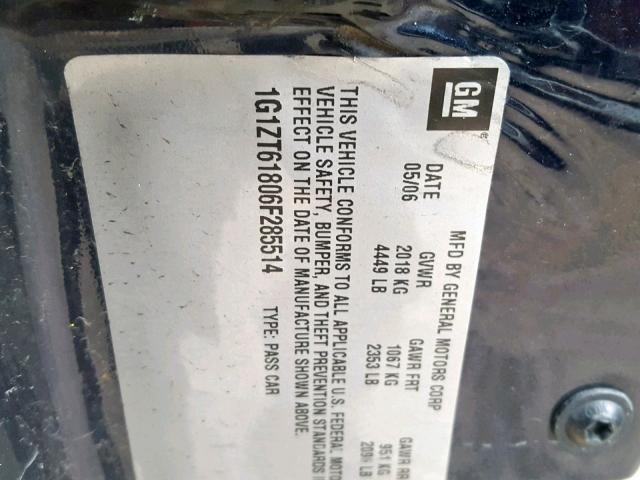 GM
MFD BY GENERAL MOTORS CORP
DATE GVWR GAWR FRT GAWR RR
05/06 2018 KG 1067 KG 951 KG
4449 LB 2353 LB LB
THIS VEHICLE CONFORMS TO ALL APPLICABLE U.S. FEDERAL MOTOR
VEHICLE SAFETY, BUMPER, AND THEFT PREVENTION STANDARDS
EFFECT ON THE DATE OF MANUFACTURE SHOWN ABOVE.
1G1ZT61806F285514 TYPE: PASS CAR